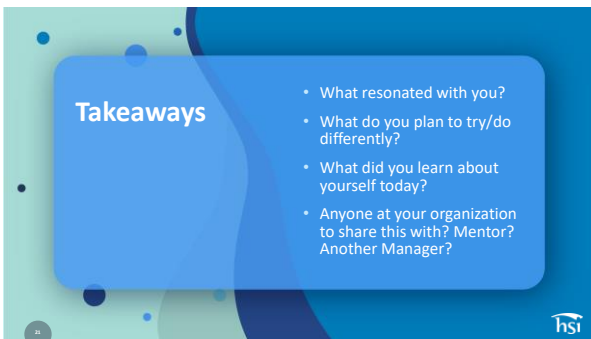 Takeaways
• What resonated with you?
• What do you plan to try/do
differently?
• What did you learn about
yourself today?
• Anyone at your organization
to share this with? Mentor?
Another Manager?
21
hsi